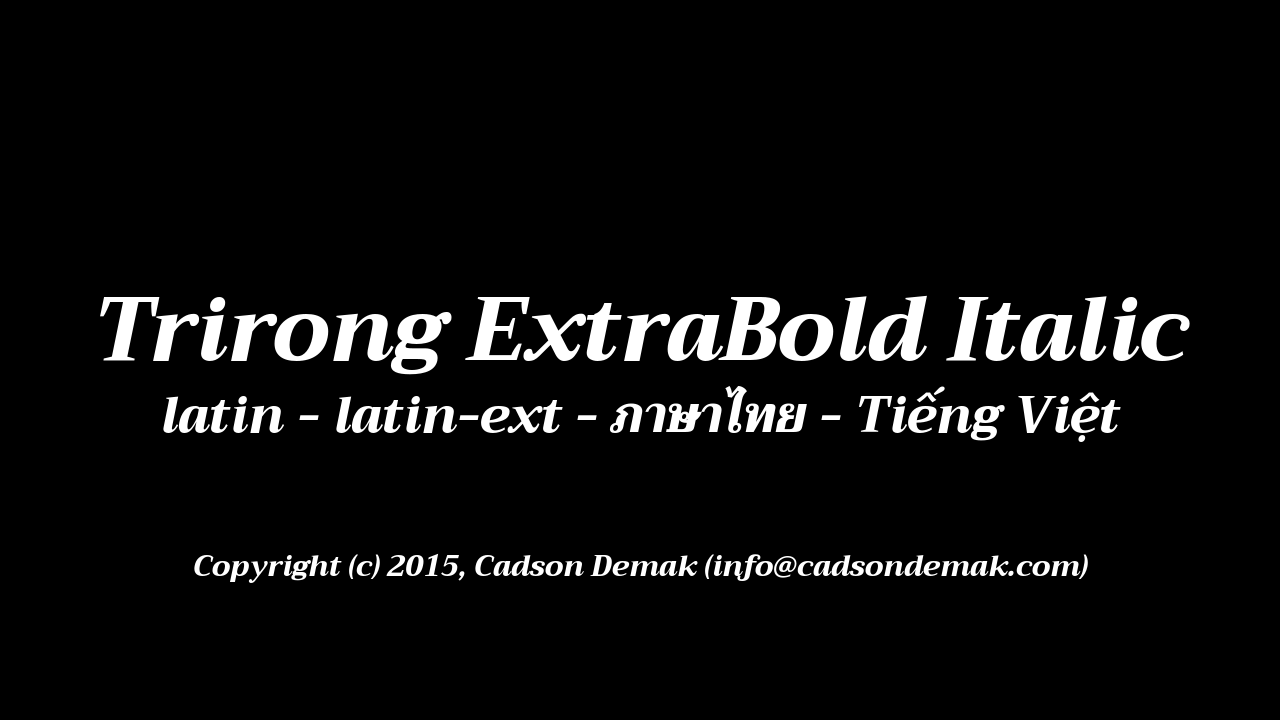 Trirong ExtraBold Italic
latin - latin-ext - ภาษาไทย - Tiếng Việt
Copyright (c) 2015, Cadson Demak (info@cadsondemak.com)